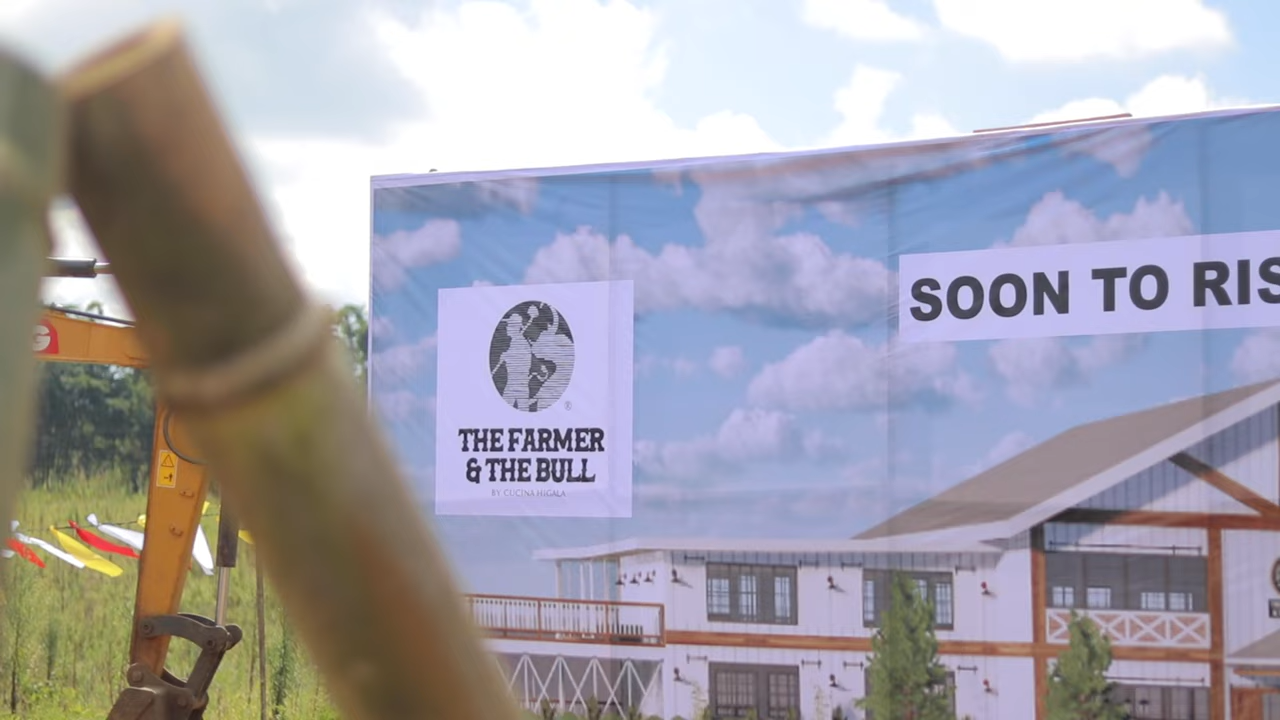 SOON TO RIS
THE FARMER
& THE BULL
BY CUCINA HIGALA
®
G